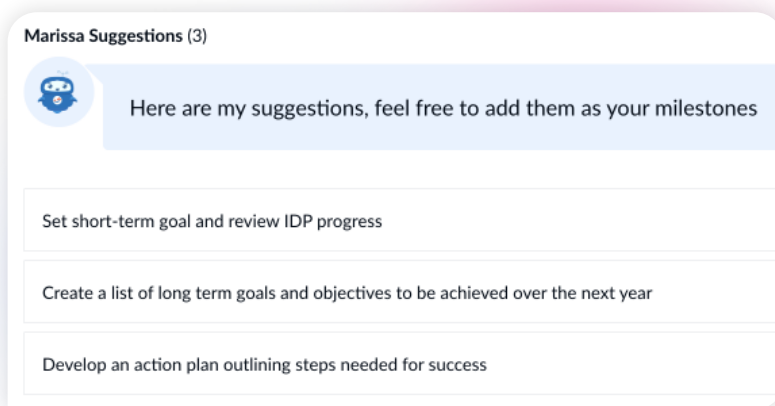 Marissa Suggestions (3)
Here are my suggestions, feel free to add them as your milestones
Set short-term goal and review IDP progress
Create a list of long term goals and objectives to be achieved over the next year
Develop an action plan outlining steps needed for success